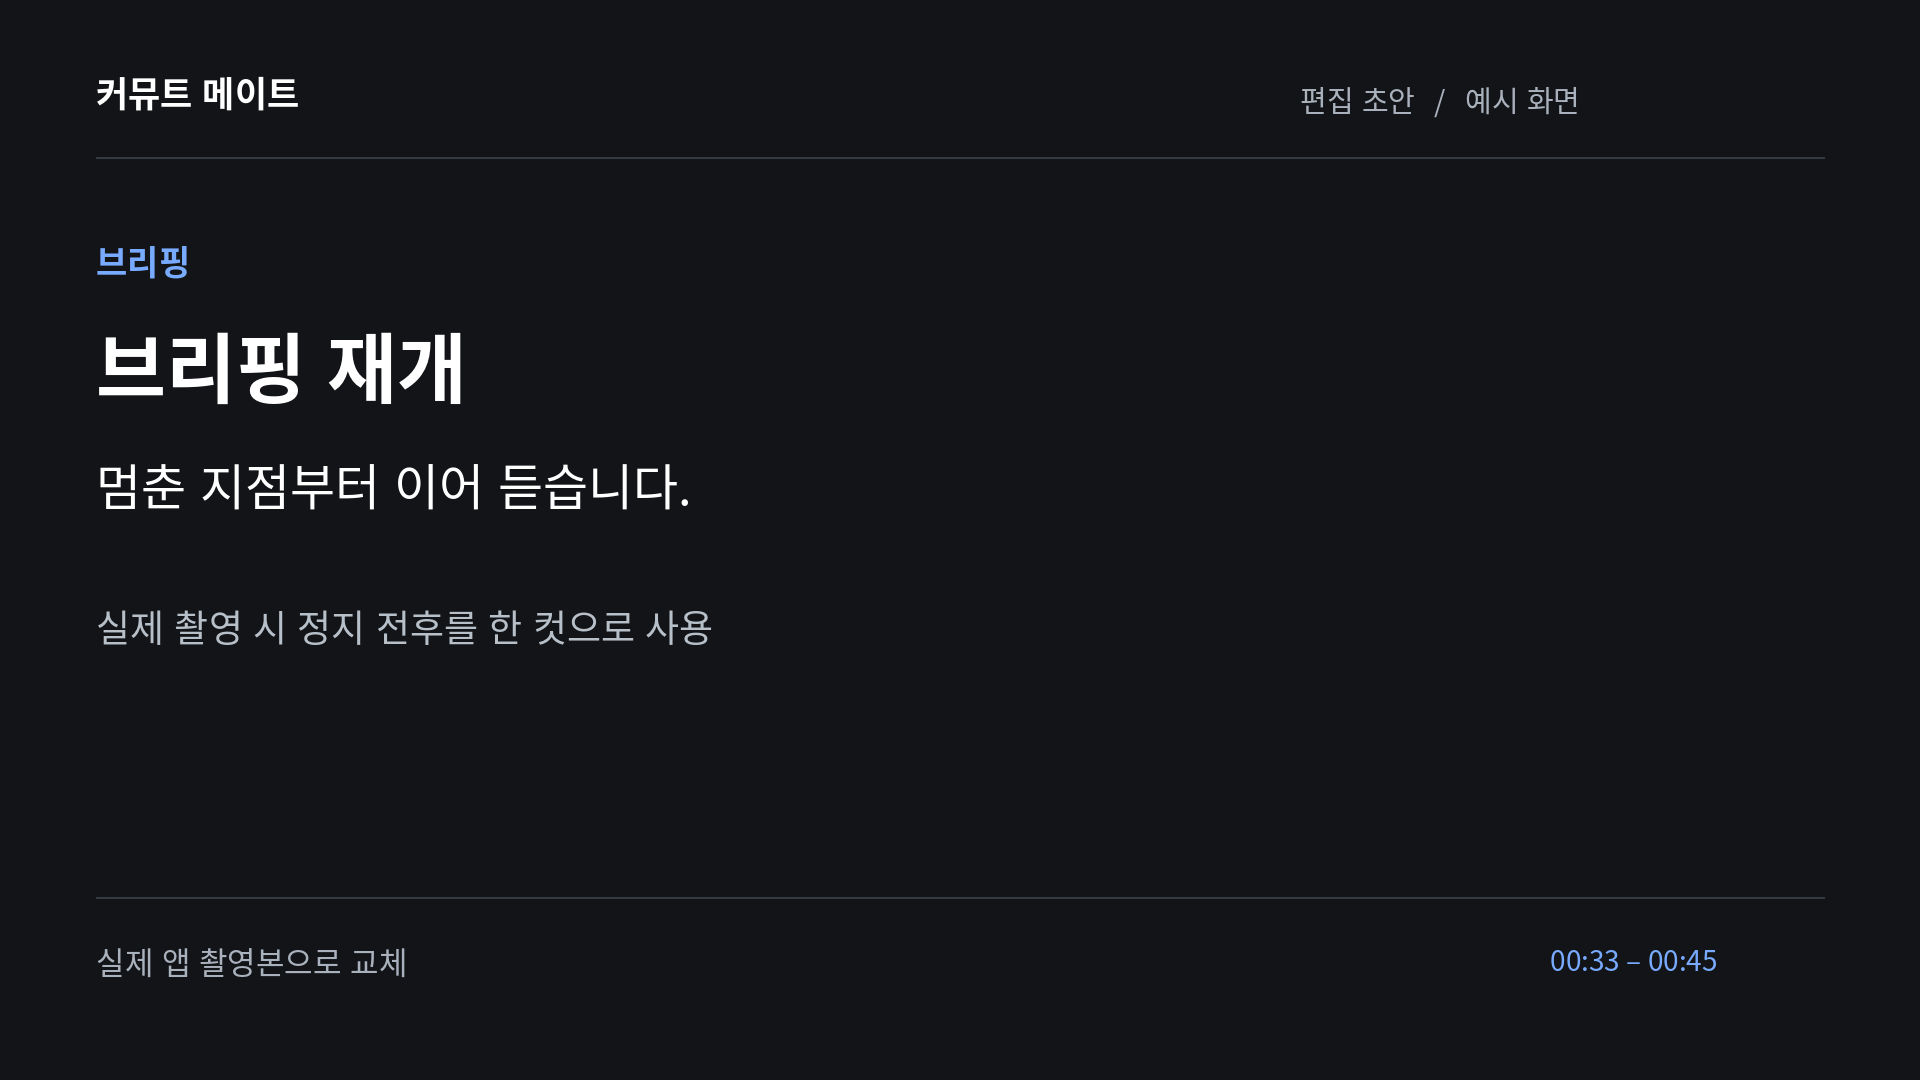 커뮤트 메이트
편집 초안 / 예시 화면
브리핑
브리핑 재개
멈춘 지점부터 이어 듣습니다.
실제 촬영 시 정지 전후를 한 컷으로 사용
실제 앱 촬영본으로 교체
00:33 – 00:45